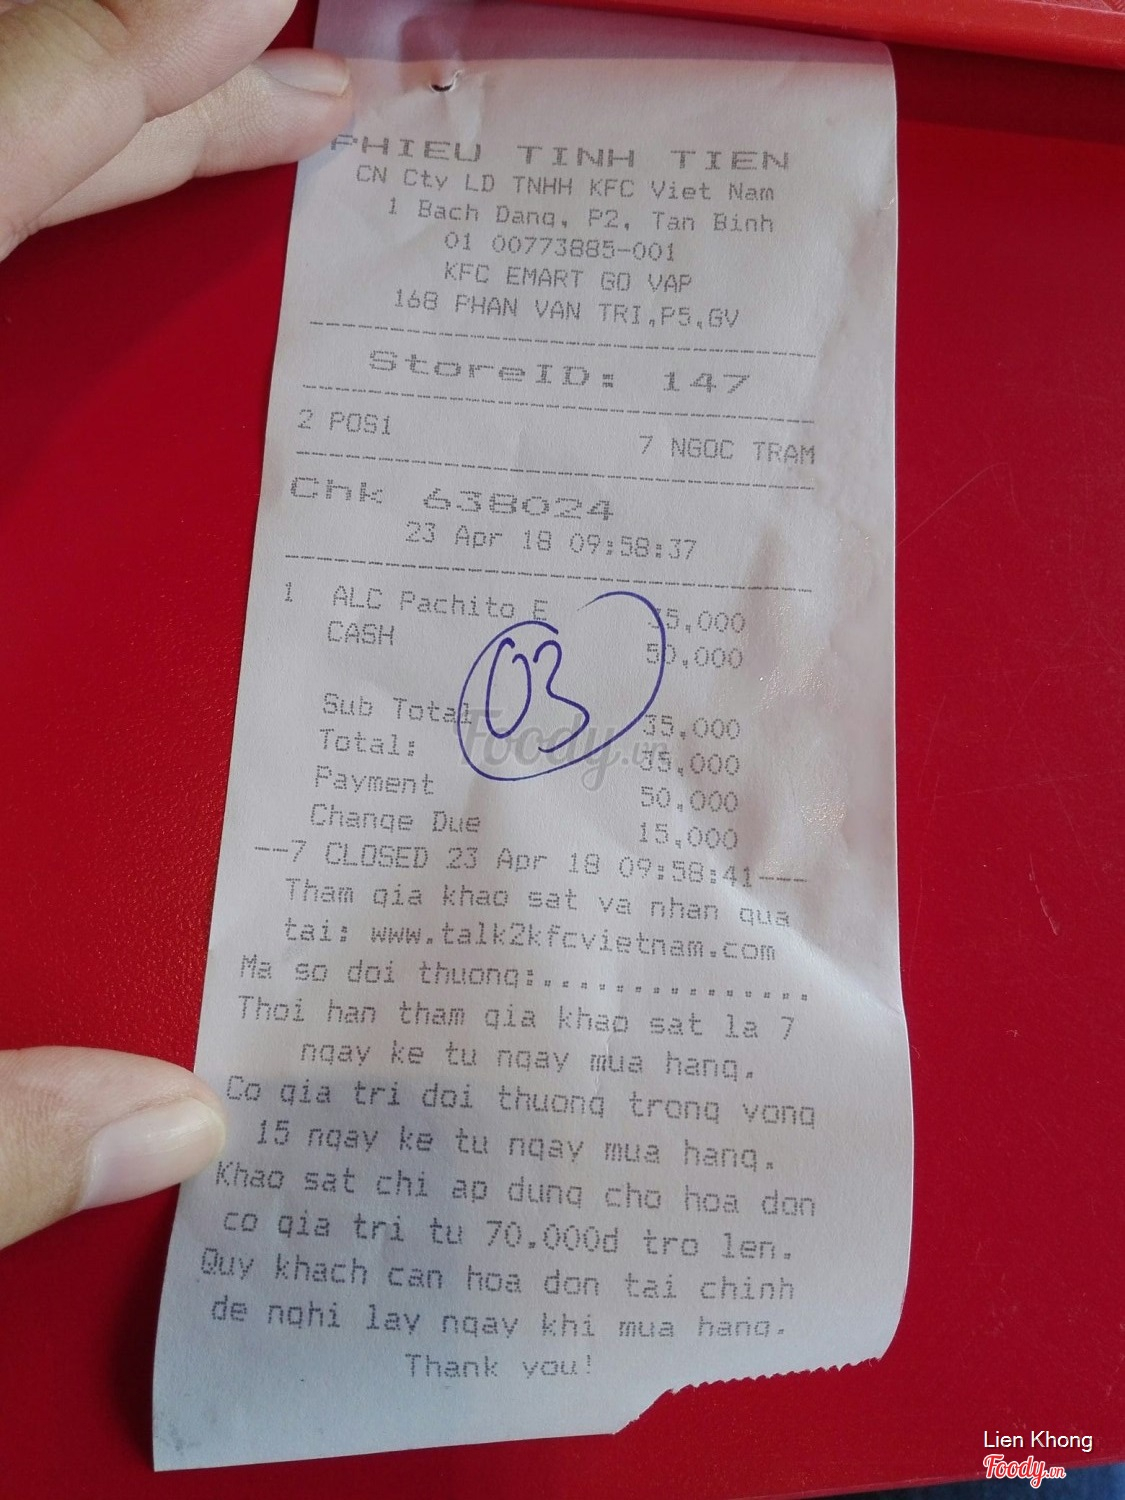 PHIEU TINH TIEN
CN Cty LD TNHH KFC Viet Nam
1 Bach Dang, P2, Tan Binh
01 00773885-001
KFC EMART GO VAP
168 PHAN VAN TRI,P5,GV
StoreID: 147
2 POS1 7 NGOC TRAM
Chk 638024
23 Apr 18 09:58:37
1 ALC Pachito E 35,000
CASH 50,000
03
Sub Total 35,000
Total: 35,000
Payment 50,000
Change Due 15,000
--7 CLOSED 23 Apr 18 09:58:41---
Tham gia khao sat va nhan qua
tai: www.talk2kfcvietnam.com
Ma so doi thuong:................
Thoi han tham gia khao sat la 7
ngay ke tu ngay mua hang.
Co gia tri doi thuong trong vong
15 ngay ke tu ngay mua hang.
Khao sat chi ap dung cho hoa don
co gia tri tu 70.000d tro len.
Quy khach can hoa don tai chinh
de nghi lay ngay khi mua hang.
Thank you!
Foody.vn
Lien Khong
Foody.vn